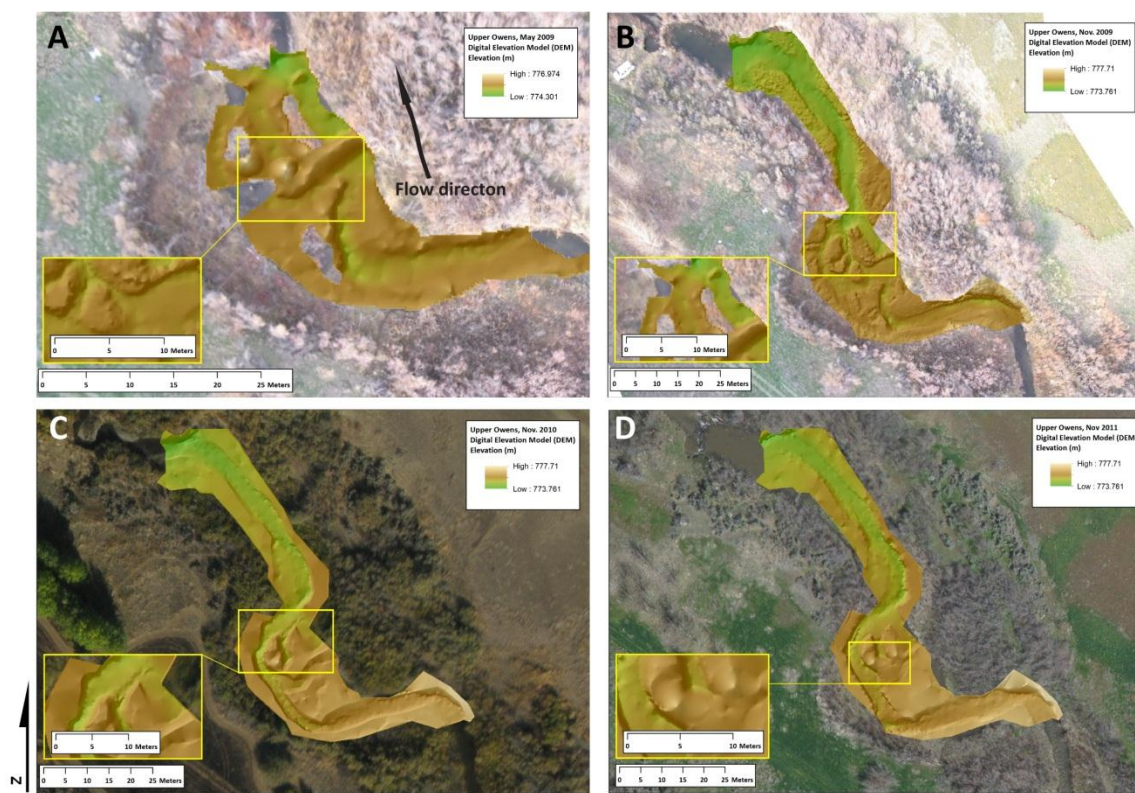 A
Upper Owens, May 2009
Digital Elevation Model (DEM)
Elevation (m)
High : 776.974
Low : 774.301
Flow directon
0 5 10 Meters
0 5 10 15 20 25 Meters
B
Upper Owens, Nov. 2009
Digital Elevation Model (DEM)
Elevation (m)
High : 777.71
Low : 773.761
0 5 10 Meters
0 5 10 15 20 25 Meters
C
Upper Owens, Nov. 2010
Digital Elevation Model (DEM)
Elevation (m)
High : 777.71
Low : 773.761
0 5 10 Meters
0 5 10 15 20 25 Meters
N
D
Upper Owens, Nov 2011
Digital Elevation Model (DEM)
Elevation (m)
High : 777.71
Low : 773.761
0 5 10 Meters
0 5 10 15 20 25 Meters